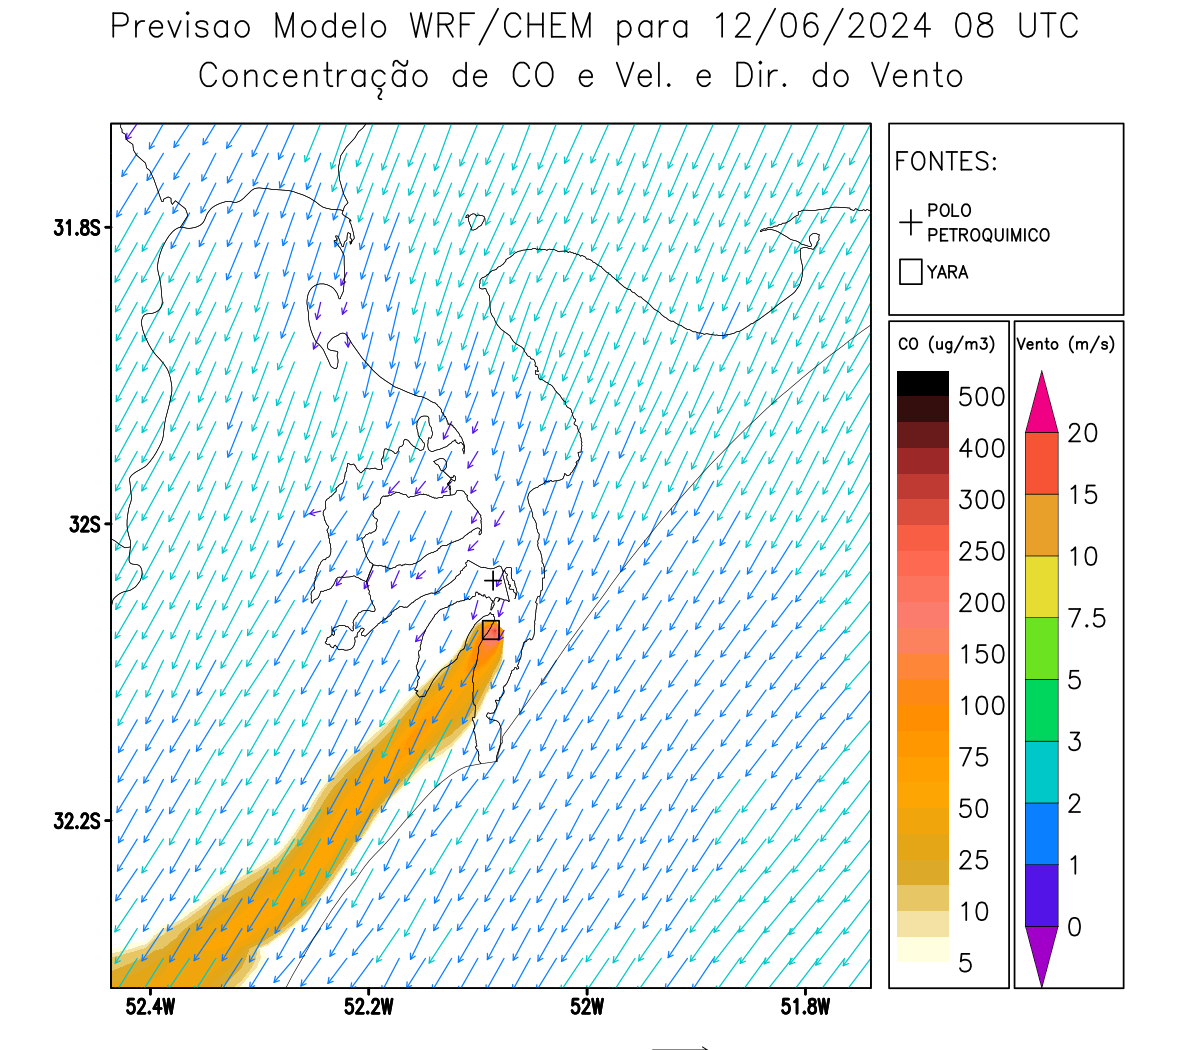 Previsao Modelo WRF/CHEM para 12/06/2024 08 UTC
Concentração de CO e Vel. e Dir. do Vento
FONTES:
POLO
PETROQUIMICO
YARA
CO (ug/m3)
500
400
300
250
200
150
100
75
50
25
10
5
Vento (m/s)
20
15
10
7.5
5
3
2
1
0
31.8S
32S
32.2S
52.4W 52.2W 52W 51.8W